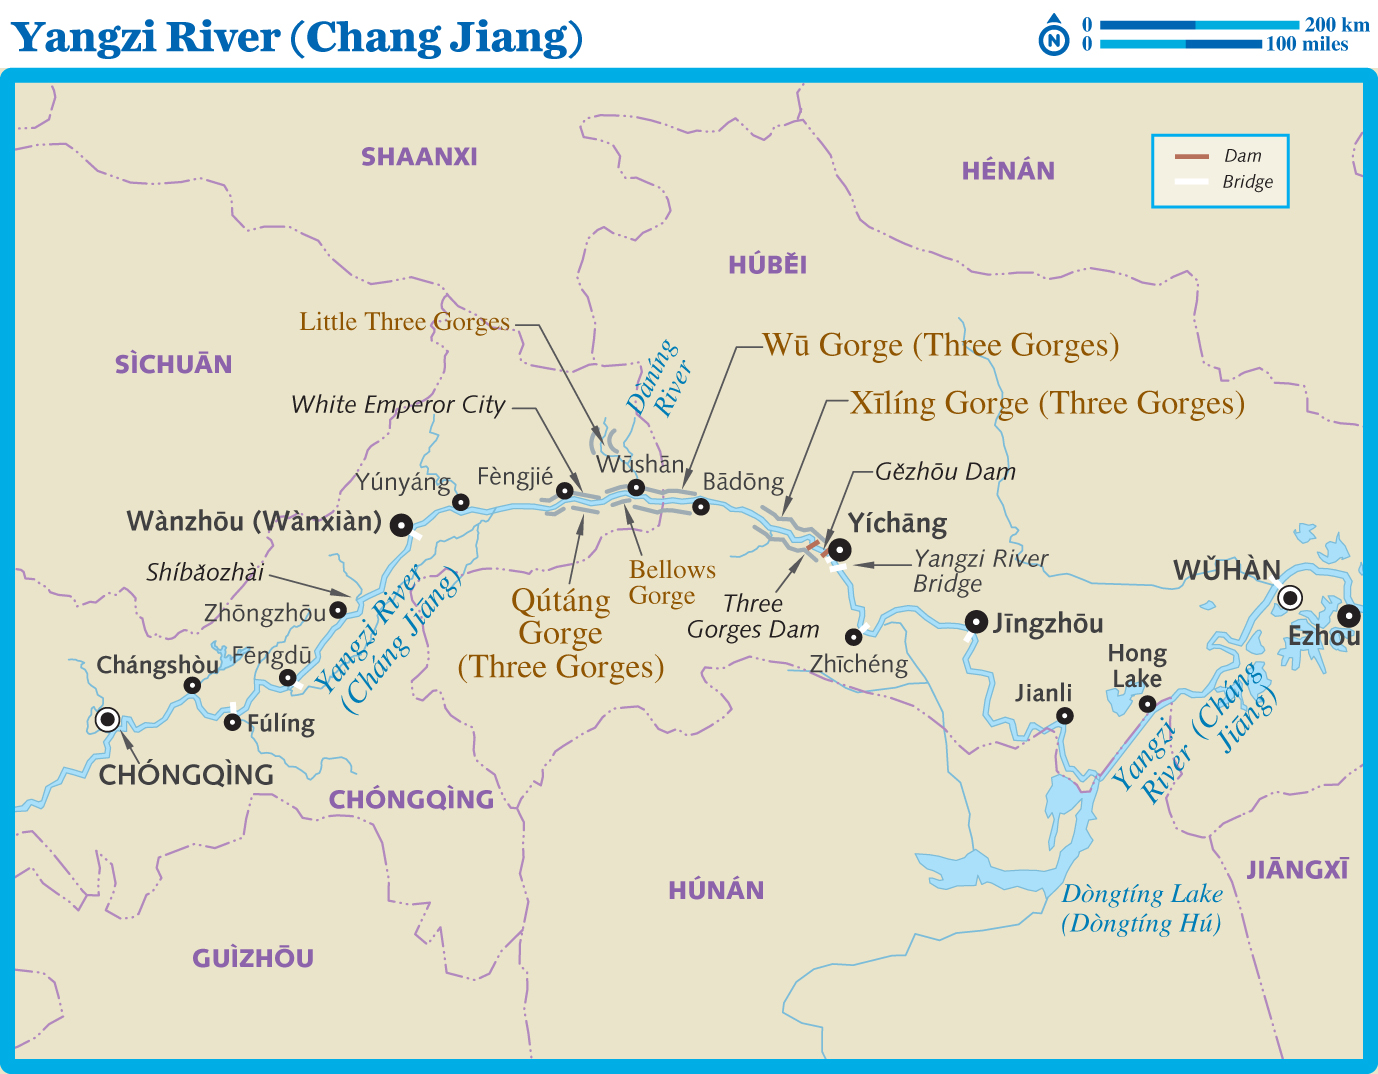 Yangzi River (Chang Jiang)
N
0 200 km
0 100 miles
SHAANXI
HÉNÁN
Dam
Bridge
HÚBĚI
Little Three Gorges
SÌCHUĀN
Dàníng
River
Wū Gorge (Three Gorges)
White Emperor City
Xīlíng Gorge (Three Gorges)
Yúnyáng
Fèngjié
Wūshān
Bādōng
Gězhōu Dam
Wànzhōu (Wànxiàn)
Yíchāng
Shíbǎozhài
Yangzi River
Bridge
WǓHÀN
Zhōngzhōu
Yangzi River
(Cháng Jiāng)
Qútáng
Gorge
(Three Gorges)
Bellows
Gorge
Three
Gorges Dam
Jīngzhōu
Ezhou
Chángshòu
Fēngdū
Zhīchéng
Hong
Lake
Jianli
Fúlíng
Yangzi
River
(Cháng
Jiāng)
CHÓNGQÌNG
CHÓNGQÌNG
HÚNÁN
JIĀNGXĪ
Dòngtíng Lake
(Dòngtíng Hú)
GUÌZHŌU